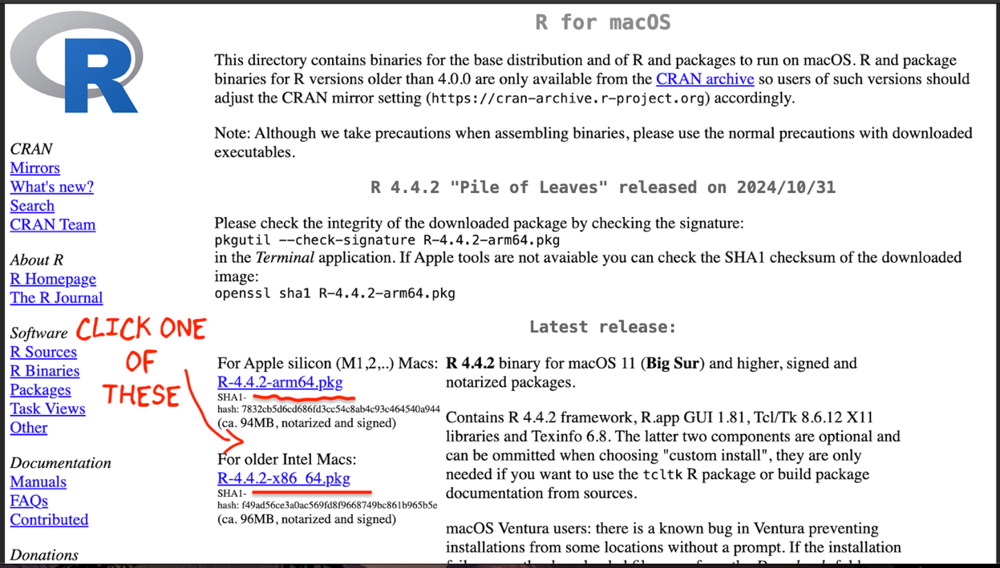 R
R for macOS
This directory contains binaries for the base distribution and of R and packages to run on macOS. R and package
binaries for R versions older than 4.0.0 are only available from the CRAN archive so users of such versions should
adjust the CRAN mirror setting (https://cran-archive.r-project.org) accordingly.
Note: Although we take precautions when assembling binaries, please use the normal precautions with downloaded
executables.
CRAN
Mirrors
What's new?
Search
CRAN Team
About R
R Homepage
The R Journal
Software
R Sources
R Binaries
Packages
Task Views
Other
Documentation
Manuals
FAQs
Contributed
Donations
CLICK ONE
OF
THESE
R 4.4.2 "Pile of Leaves" released on 2024/10/31
Please check the integrity of the downloaded package by checking the signature:
pkgutil --check-signature R-4.4.2-arm64.pkg
in the Terminal application. If Apple tools are not avaiable you can check the SHA1 checksum of the downloaded
image:
openssl sha1 R-4.4.2-arm64.pkg
Latest release:
For Apple silicon (M1,2,..) Macs:
R-4.4.2-arm64.pkg
SHA1-
hash: 7832cb5d6cd686fd3cc54c8ab4c93c464540a944
(ca. 94MB, notarized and signed)
For older Intel Macs:
R-4.4.2-x86_64.pkg
SHA1-
hash: f49ad56ce3a0ac569fd8f9668749bc861b965b5e
(ca. 96MB, notarized and signed)
R 4.4.2 binary for macOS 11 (Big Sur) and higher, signed and
notarized packages.
Contains R 4.4.2 framework, R.app GUI 1.81, Tcl/Tk 8.6.12 X11
libraries and Texinfo 6.8. The latter two components are optional and
can be ommitted when choosing "custom install", they are only
needed if you want to use the tcltk R package or build package
documentation from sources.
macOS Ventura users: there is a known bug in Ventura preventing
installations from some locations without a prompt. If the installation